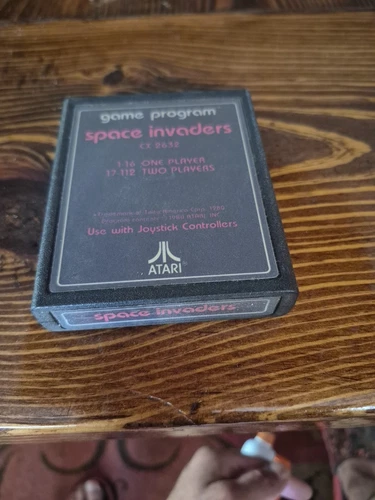 game program
space invaders
CX 2632
1-16 ONE PLAYER
17-112 TWO PLAYERS
Use with Joystick Controllers
ATARI
space invaders